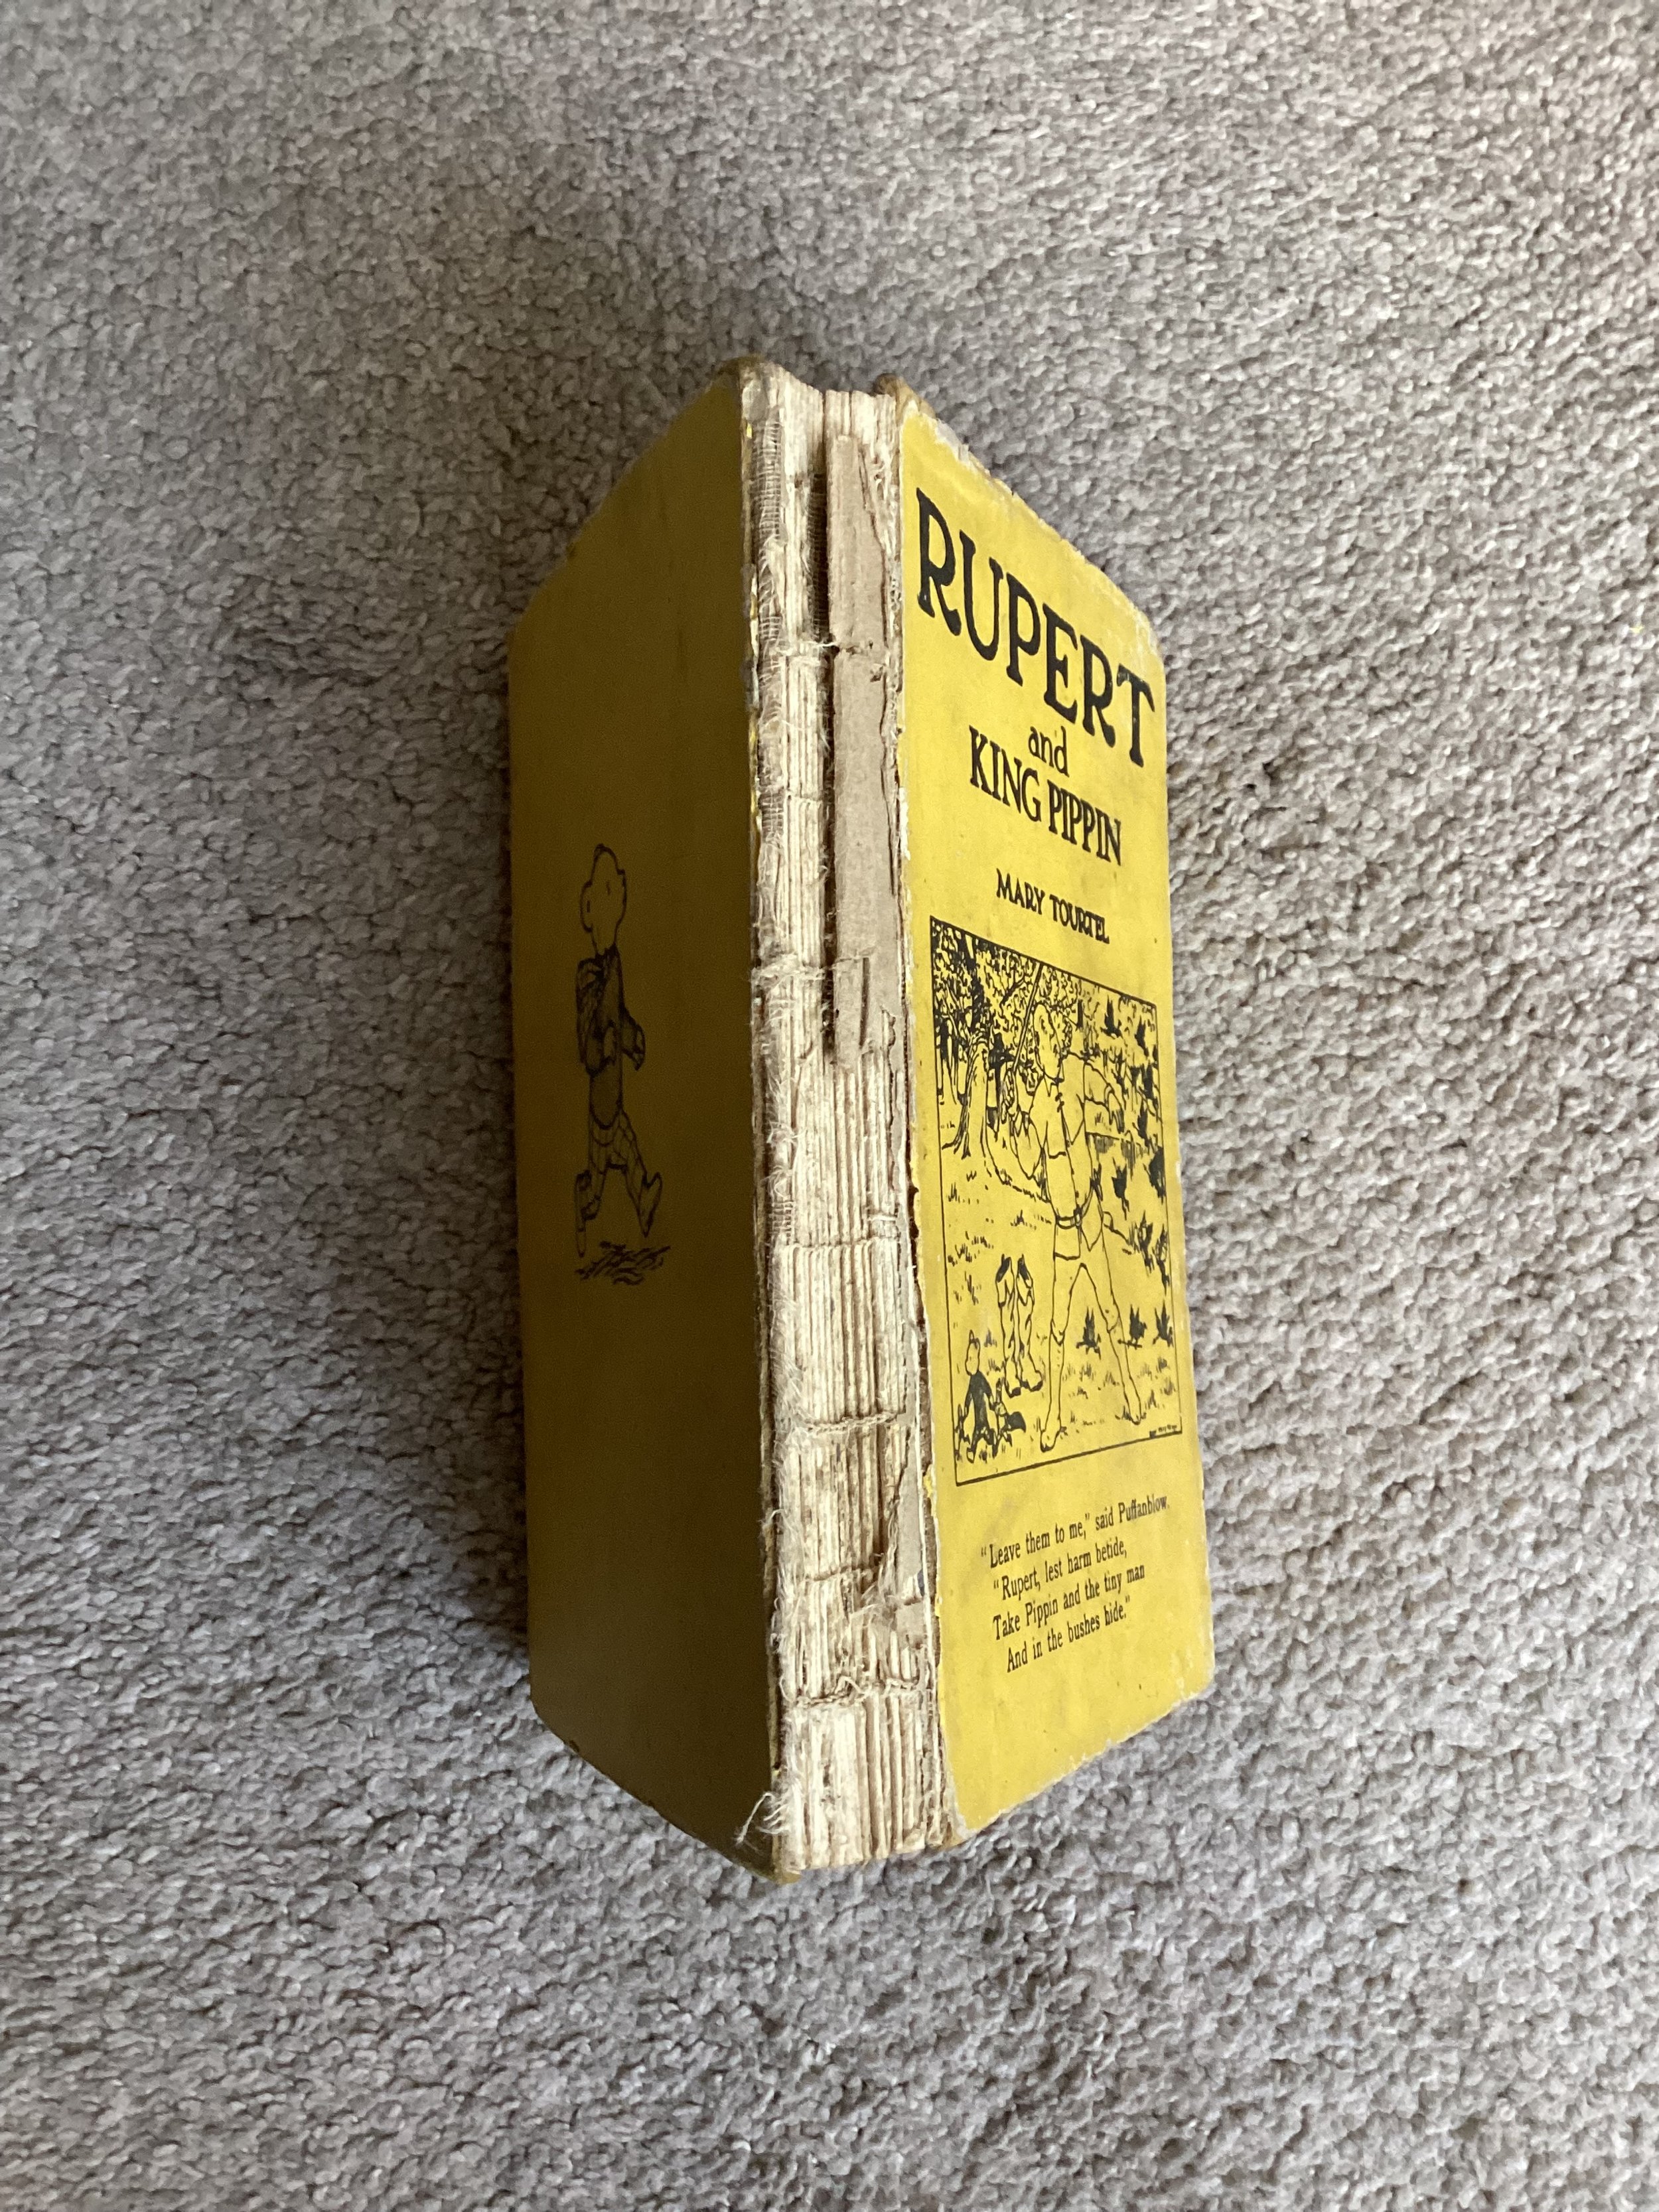 RUPERT
and
KING PIPPIN
MARY TOURTEL
"Leave them to me," said Puffanblow.
"Rupert, lest harm betide,
Take Pippin and the tiny man
And in the bushes hide."